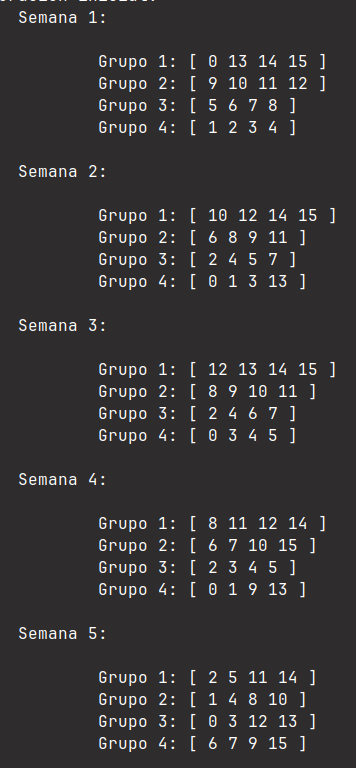 Semana 1:
Grupo 1: [ 0 13 14 15 ]
Grupo 2: [ 9 10 11 12 ]
Grupo 3: [ 5 6 7 8 ]
Grupo 4: [ 1 2 3 4 ]
Semana 2:
Grupo 1: [ 10 12 14 15 ]
Grupo 2: [ 6 8 9 11 ]
Grupo 3: [ 2 4 5 7 ]
Grupo 4: [ 0 1 3 13 ]
Semana 3:
Grupo 1: [ 12 13 14 15 ]
Grupo 2: [ 8 9 10 11 ]
Grupo 3: [ 2 4 6 7 ]
Grupo 4: [ 0 3 4 5 ]
Semana 4:
Grupo 1: [ 8 11 12 14 ]
Grupo 2: [ 6 7 10 15 ]
Grupo 3: [ 2 3 4 5 ]
Grupo 4: [ 0 1 9 13 ]
Semana 5:
Grupo 1: [ 2 5 11 14 ]
Grupo 2: [ 1 4 8 10 ]
Grupo 3: [ 0 3 12 13 ]
Grupo 4: [ 6 7 9 15 ]